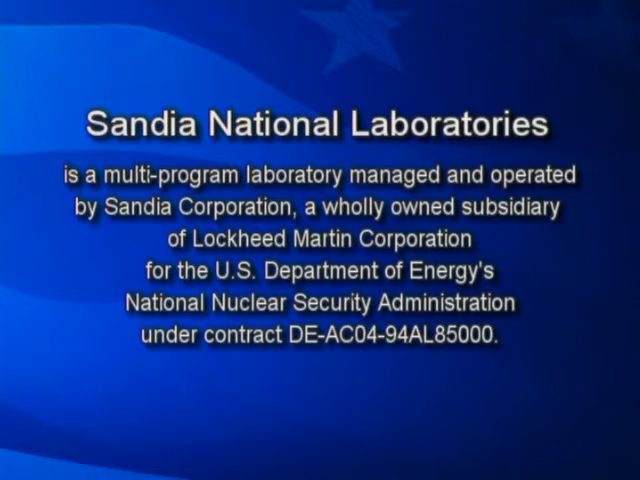 Sandia National Laboratories
is a multi-program laboratory managed and operated
by Sandia Corporation, a wholly owned subsidiary
of Lockheed Martin Corporation
for the U.S. Department of Energy's
National Nuclear Security Administration
under contract DE-AC04-94AL85000.